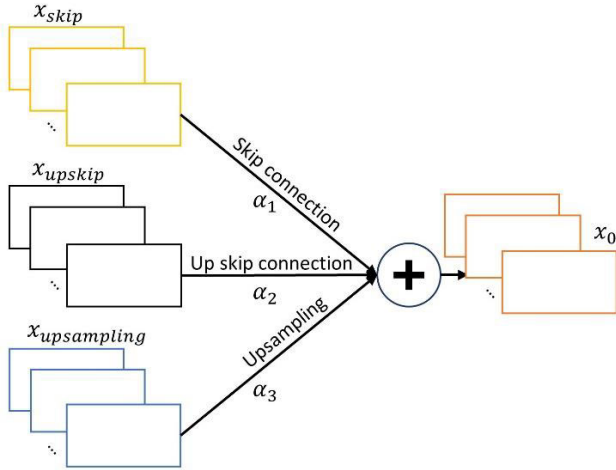 x_skip
...
Skip connection
α_1
x_upskip
...
Up skip connection
α_2
+
x_0
...
x_upsampling
...
Upsampling
α_3